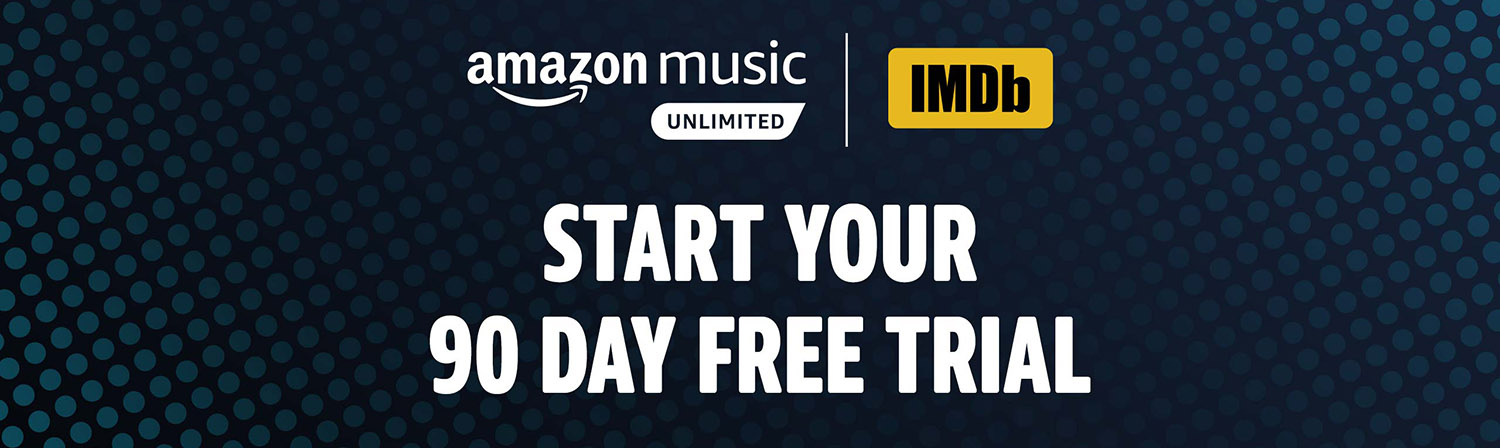 amazon music
UNLIMITED
IMDb
START YOUR
90 DAY FREE TRIAL